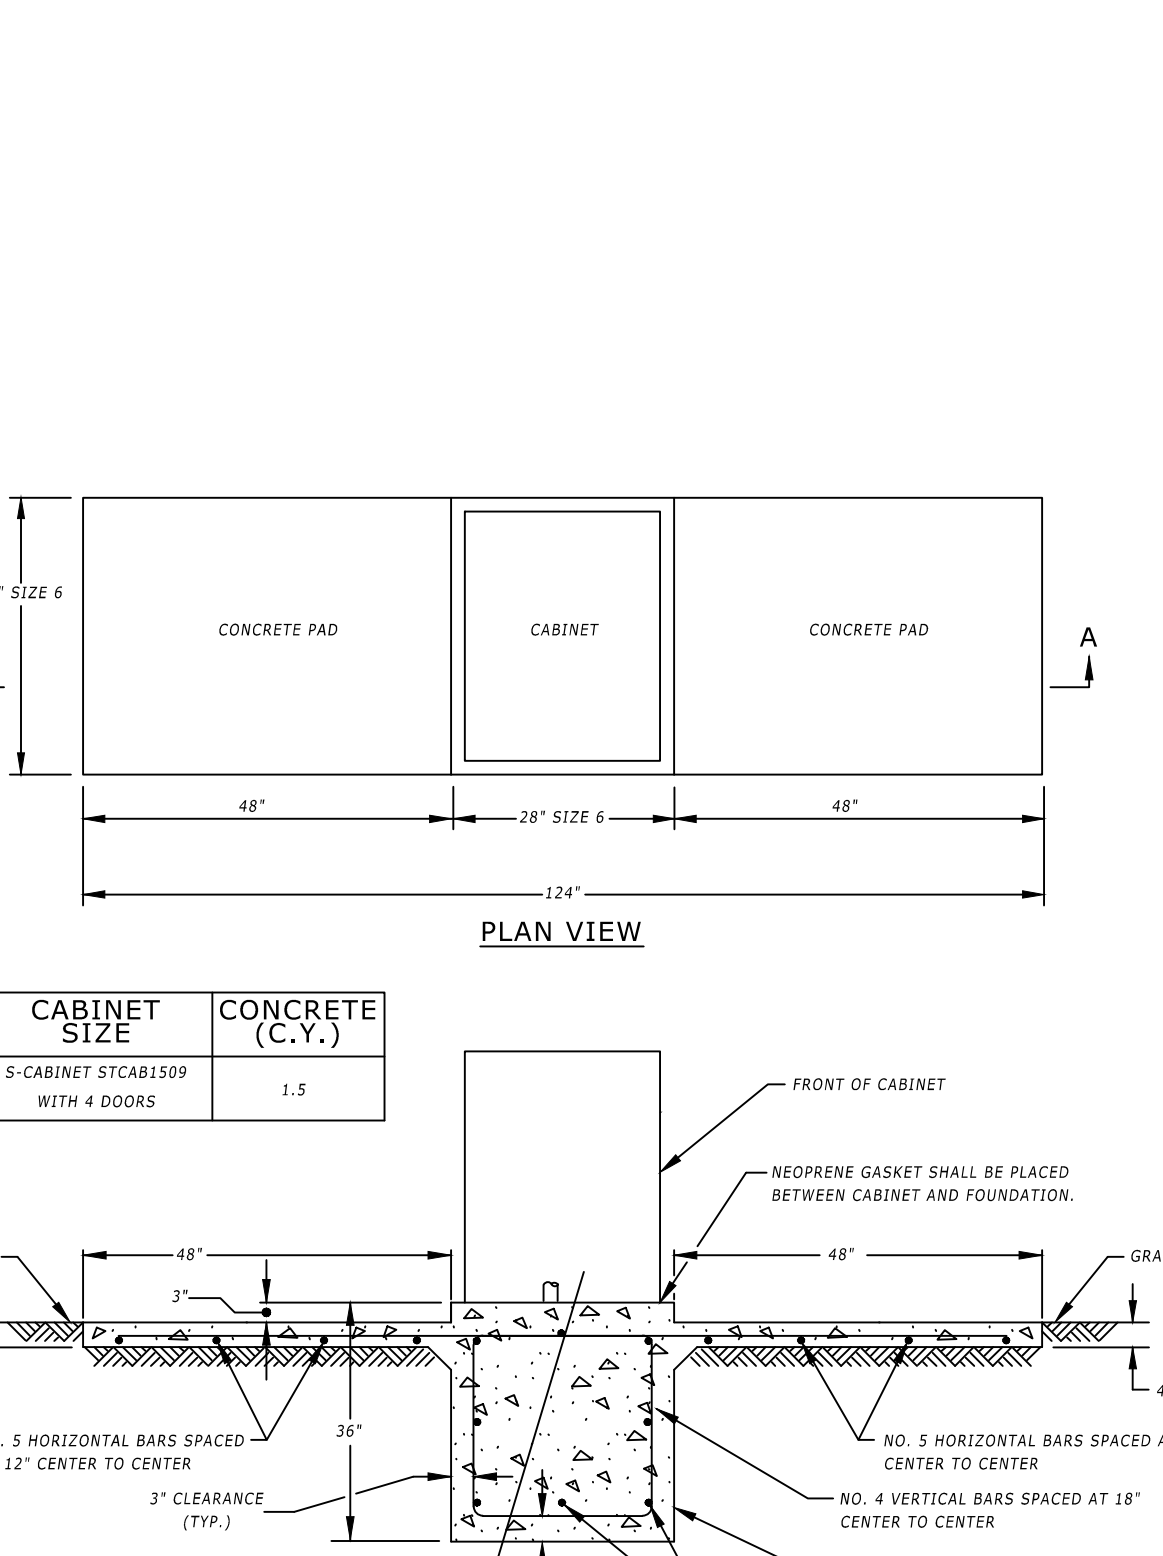 " SIZE 6
CONCRETE PAD
CABINET
CONCRETE PAD
A
48"
28" SIZE 6
48"
124"
PLAN VIEW
CABINET
SIZE
CONCRETE
(C.Y.)
S-CABINET STCAB1509
WITH 4 DOORS
1.5
FRONT OF CABINET
NEOPRENE GASKET SHALL BE PLACED
BETWEEN CABINET AND FOUNDATION.
48"
48"
GRA
3"
4
36"
. 5 HORIZONTAL BARS SPACED
12" CENTER TO CENTER
NO. 5 HORIZONTAL BARS SPACED A
CENTER TO CENTER
3" CLEARANCE
(TYP.)
NO. 4 VERTICAL BARS SPACED AT 18"
CENTER TO CENTER